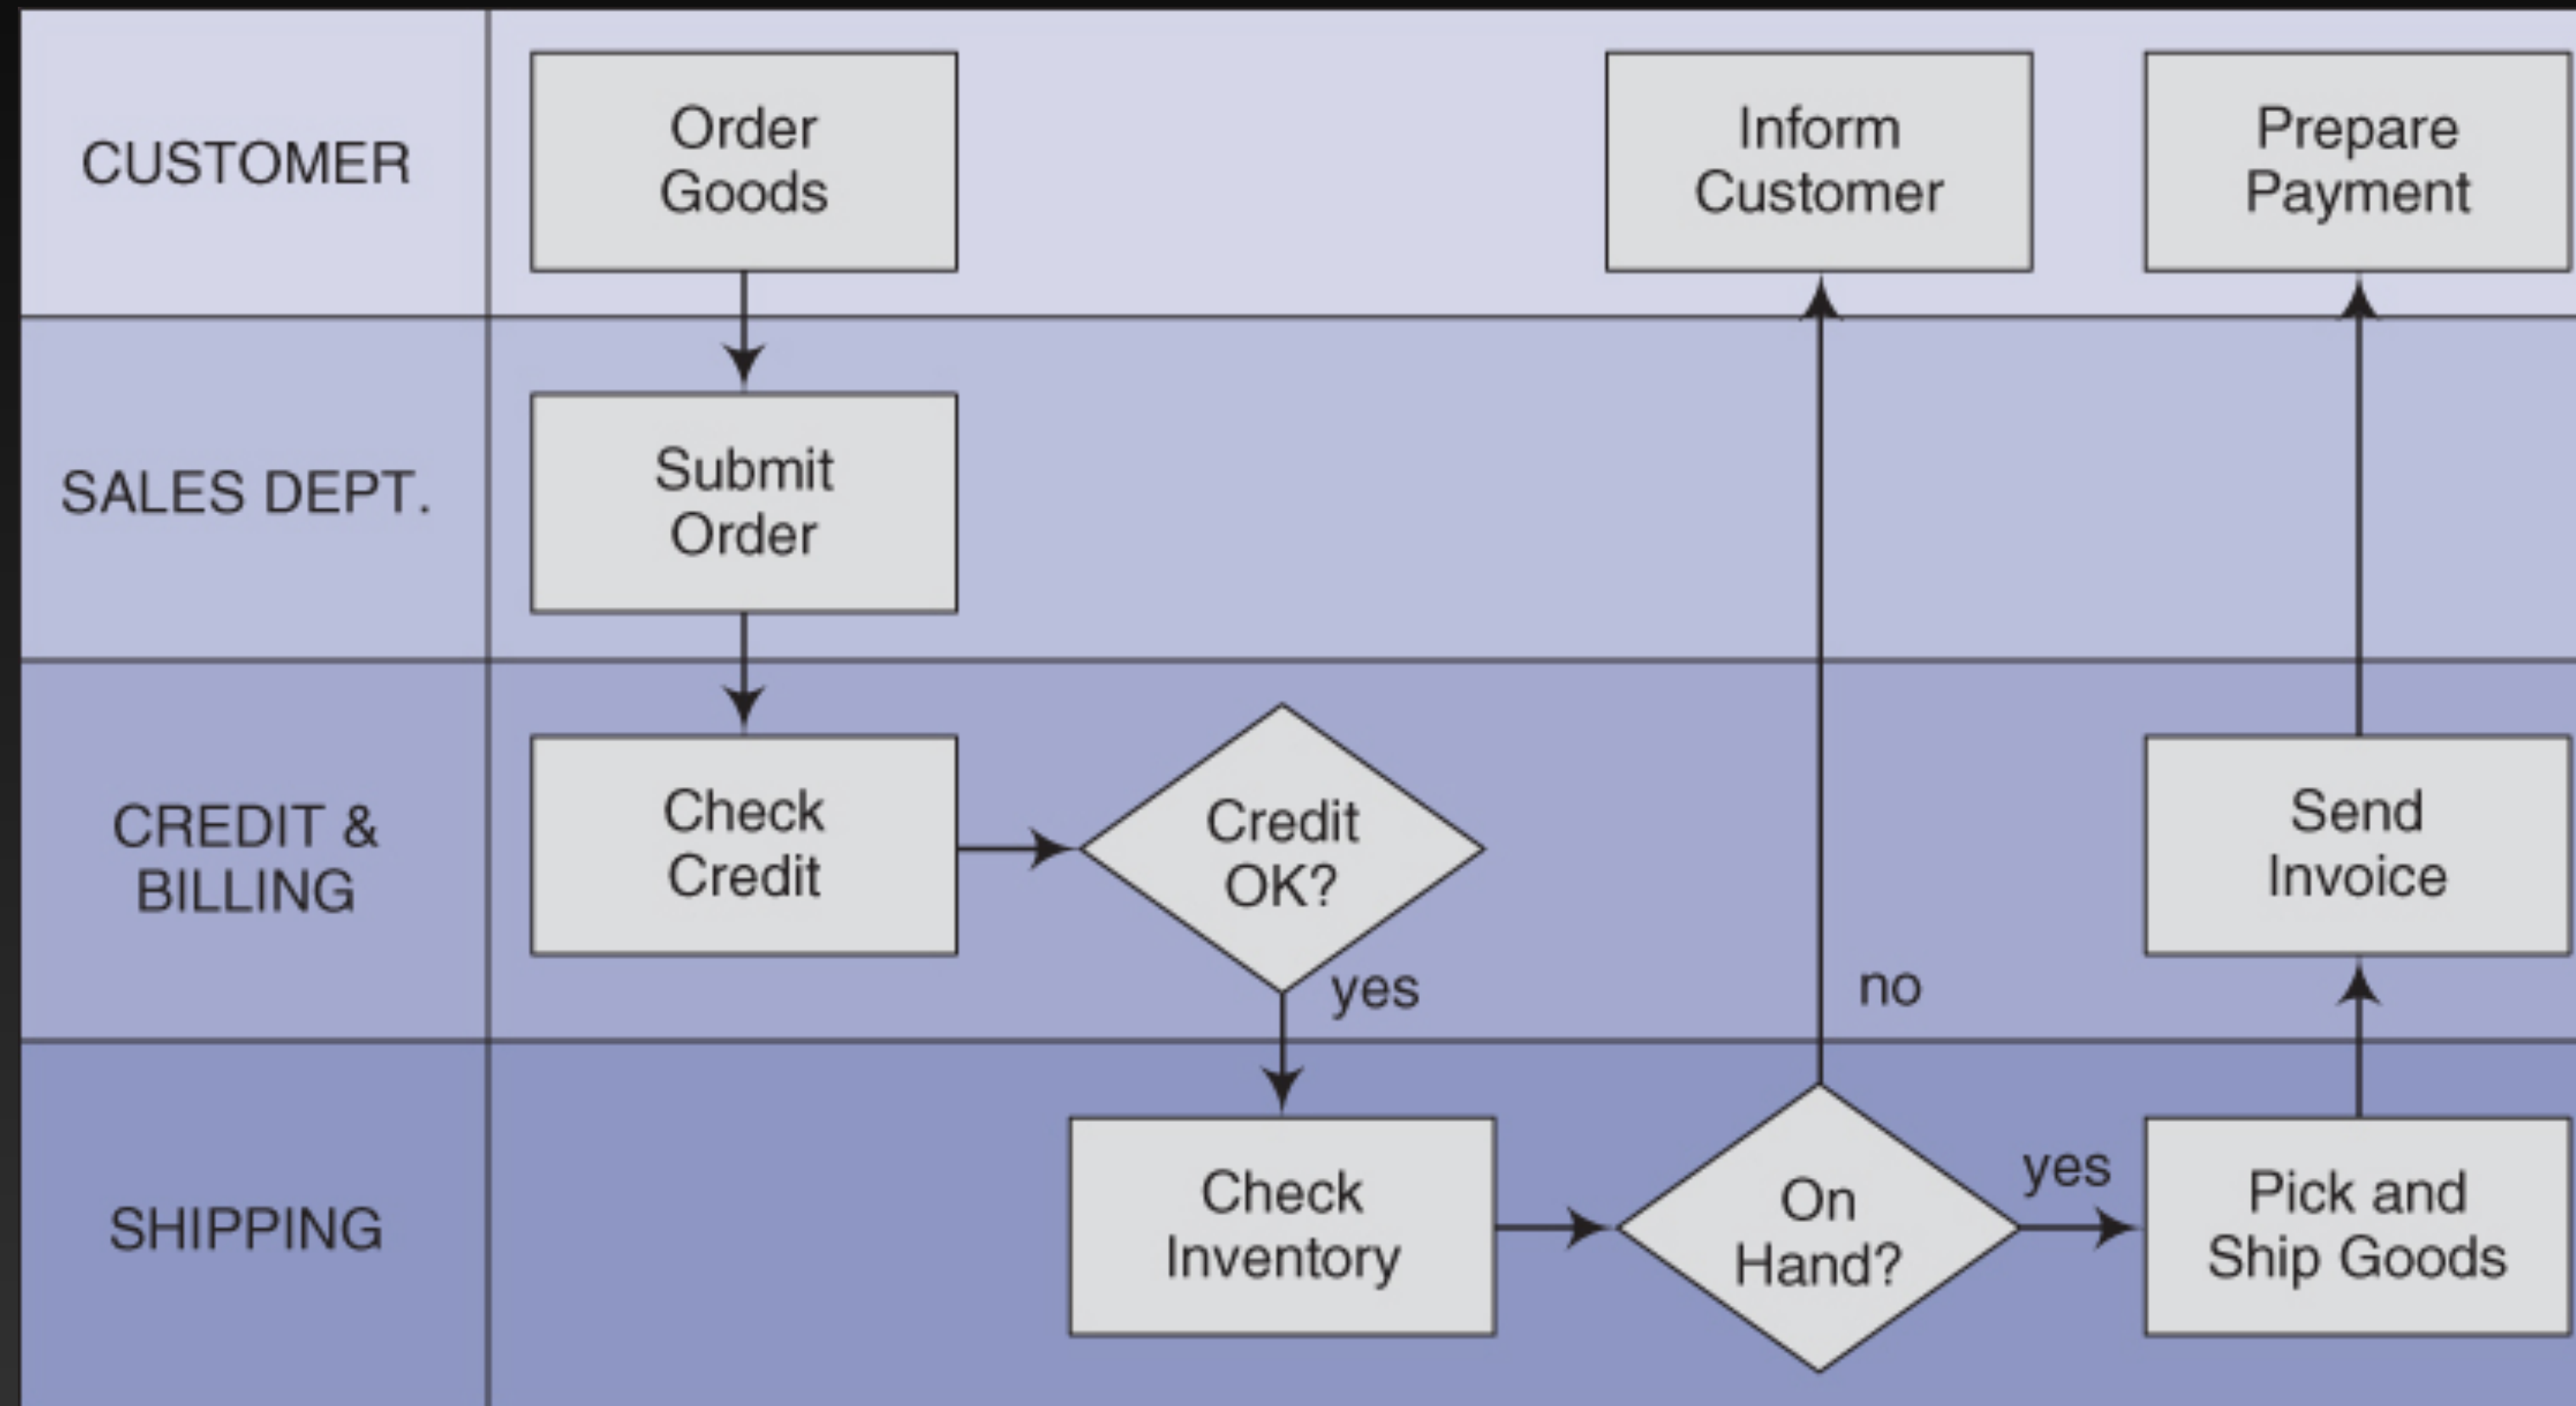 CUSTOMER
Order
Goods
Inform
Customer
Prepare
Payment
SALES DEPT.
Submit
Order
CREDIT &
BILLING
Check
Credit
Credit
OK?
yes
no
Send
Invoice
SHIPPING
Check
Inventory
On
Hand?
yes
Pick and
Ship Goods